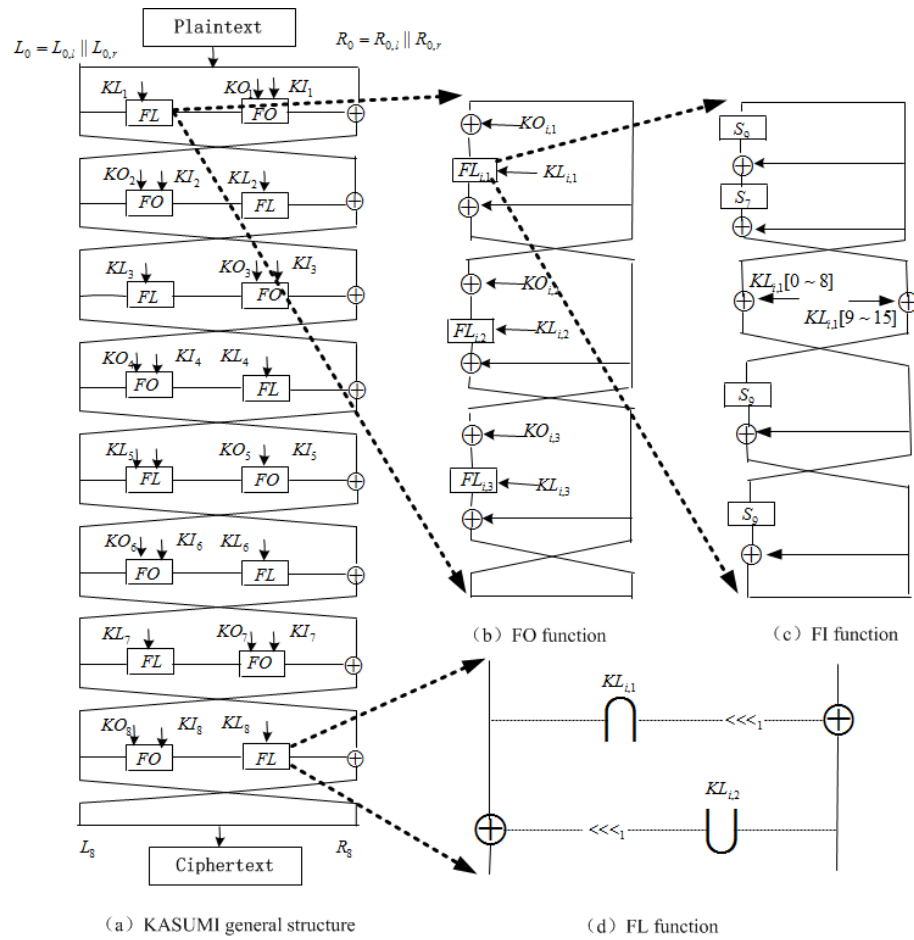 Plaintext
L₀ = L₀,ₗ || L₀,ᵣ
R₀ = R₀,ₗ || R₀,ᵣ
KL₁ KO₁ KI₁
FL FO
KO₂ KI₂ KL₂
FO FL
KL₃ KO₃ KI₃
FL FO
KO₄ KI₄ KL₄
FO FL
KL₅ KO₅ KI₅
FL FO
KO₆ KI₆ KL₆
FO FL
KL₇ KO₇ KI₇
FL FO
KO₈ KI₈ KL₈
FO FL
L₈ R₈
Ciphertext
(a) KASUMI general structure
KOᵢ,₁
FLᵢ,₁ KLᵢ,₁
KOᵢ,₂
FLᵢ,₂ KLᵢ,₂
KOᵢ,₃
FLᵢ,₃ KLᵢ,₃
(b) FO function
S₉
S₇
KLᵢ,₁[0 ~ 8]
KLᵢ,₁[9 ~ 15]
S₉
S₉
(c) FI function
KLᵢ,₁
<<<₁
KLᵢ,₂
<<<₁
(d) FL function